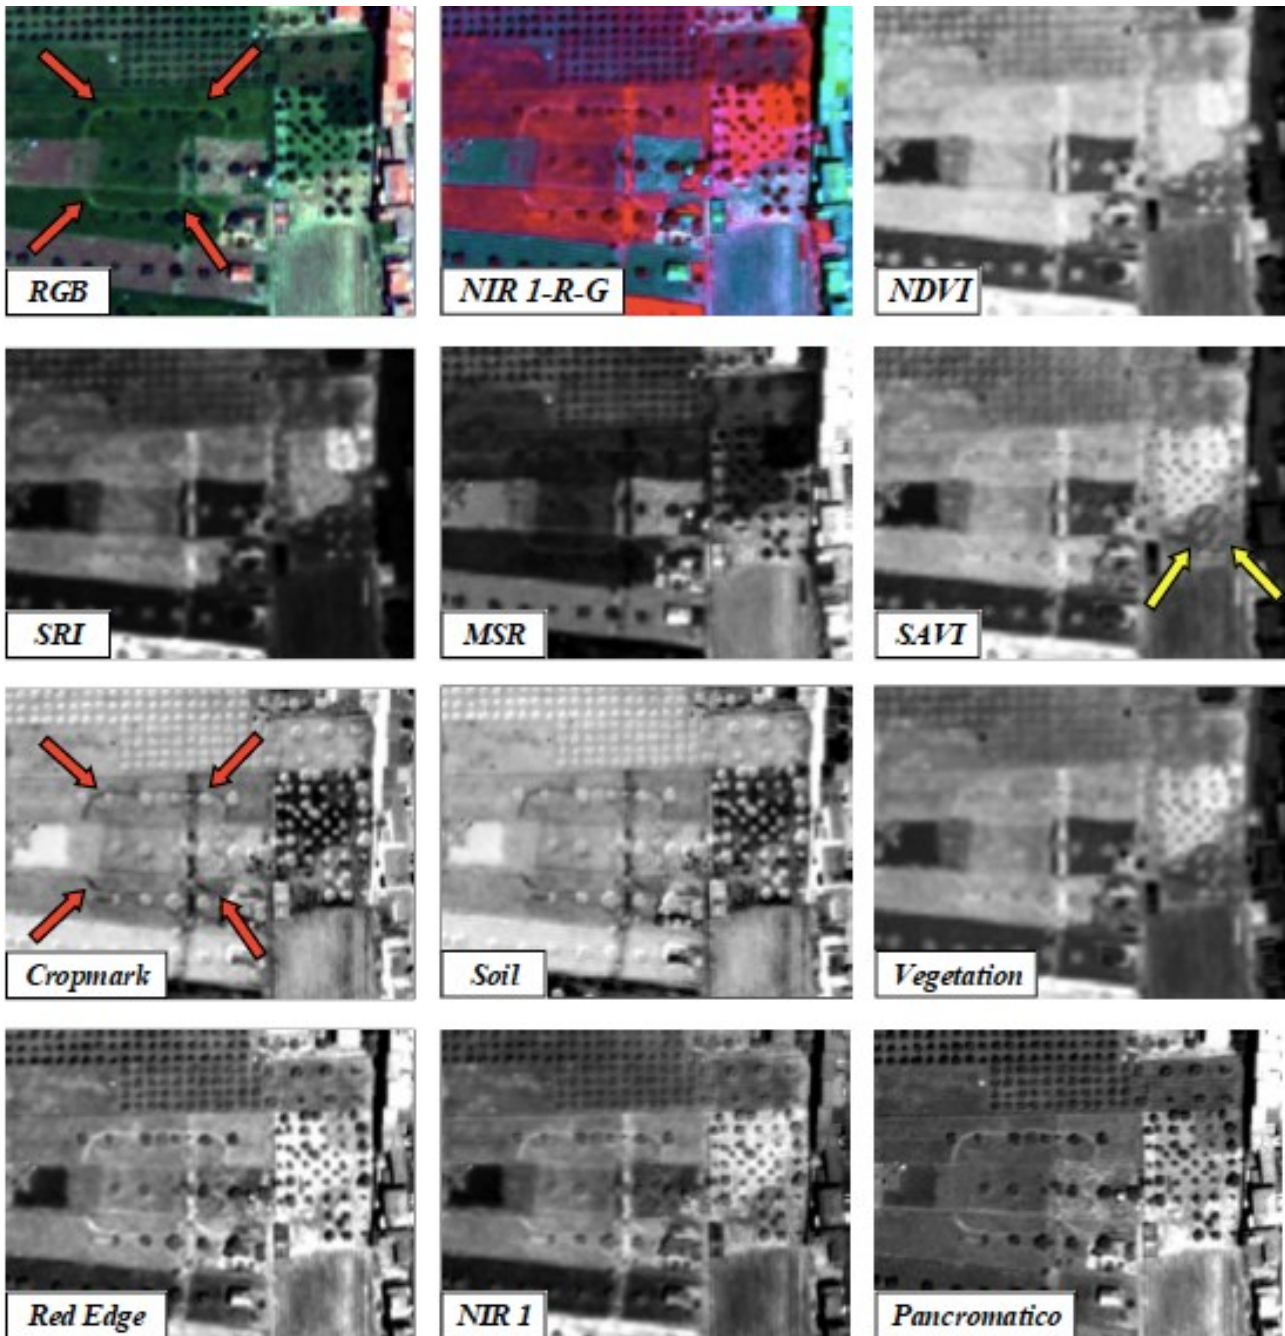 RGB
NIR 1-R-G
NDVI
SRI
MSR
SAVI
Cropmark
Soil
Vegetation
Red Edge
NIR 1
Pancromatico